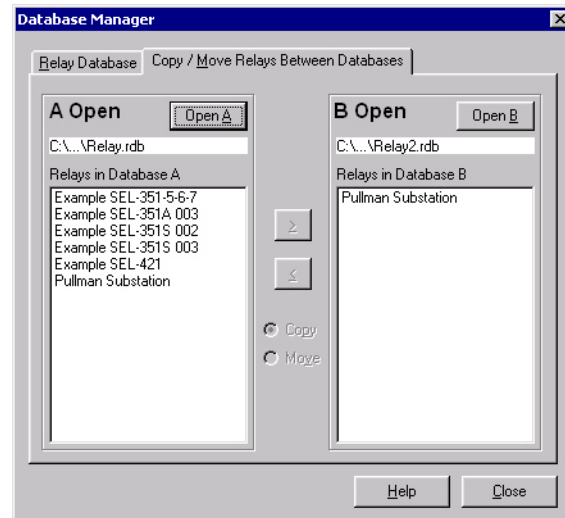 Database Manager
Relay Database
Copy / Move Relays Between Databases
A Open
Open A
C:\...\Relay.rdb
Relays in Database A
Example SEL-351-5-6-7
Example SEL-351A 003
Example SEL-351S 002
Example SEL-351S 003
Example SEL-421
Pullman Substation
>
<
Copy
Move
B Open
Open B
C:\...\Relay2.rdb
Relays in Database B
Pullman Substation
Help
Close